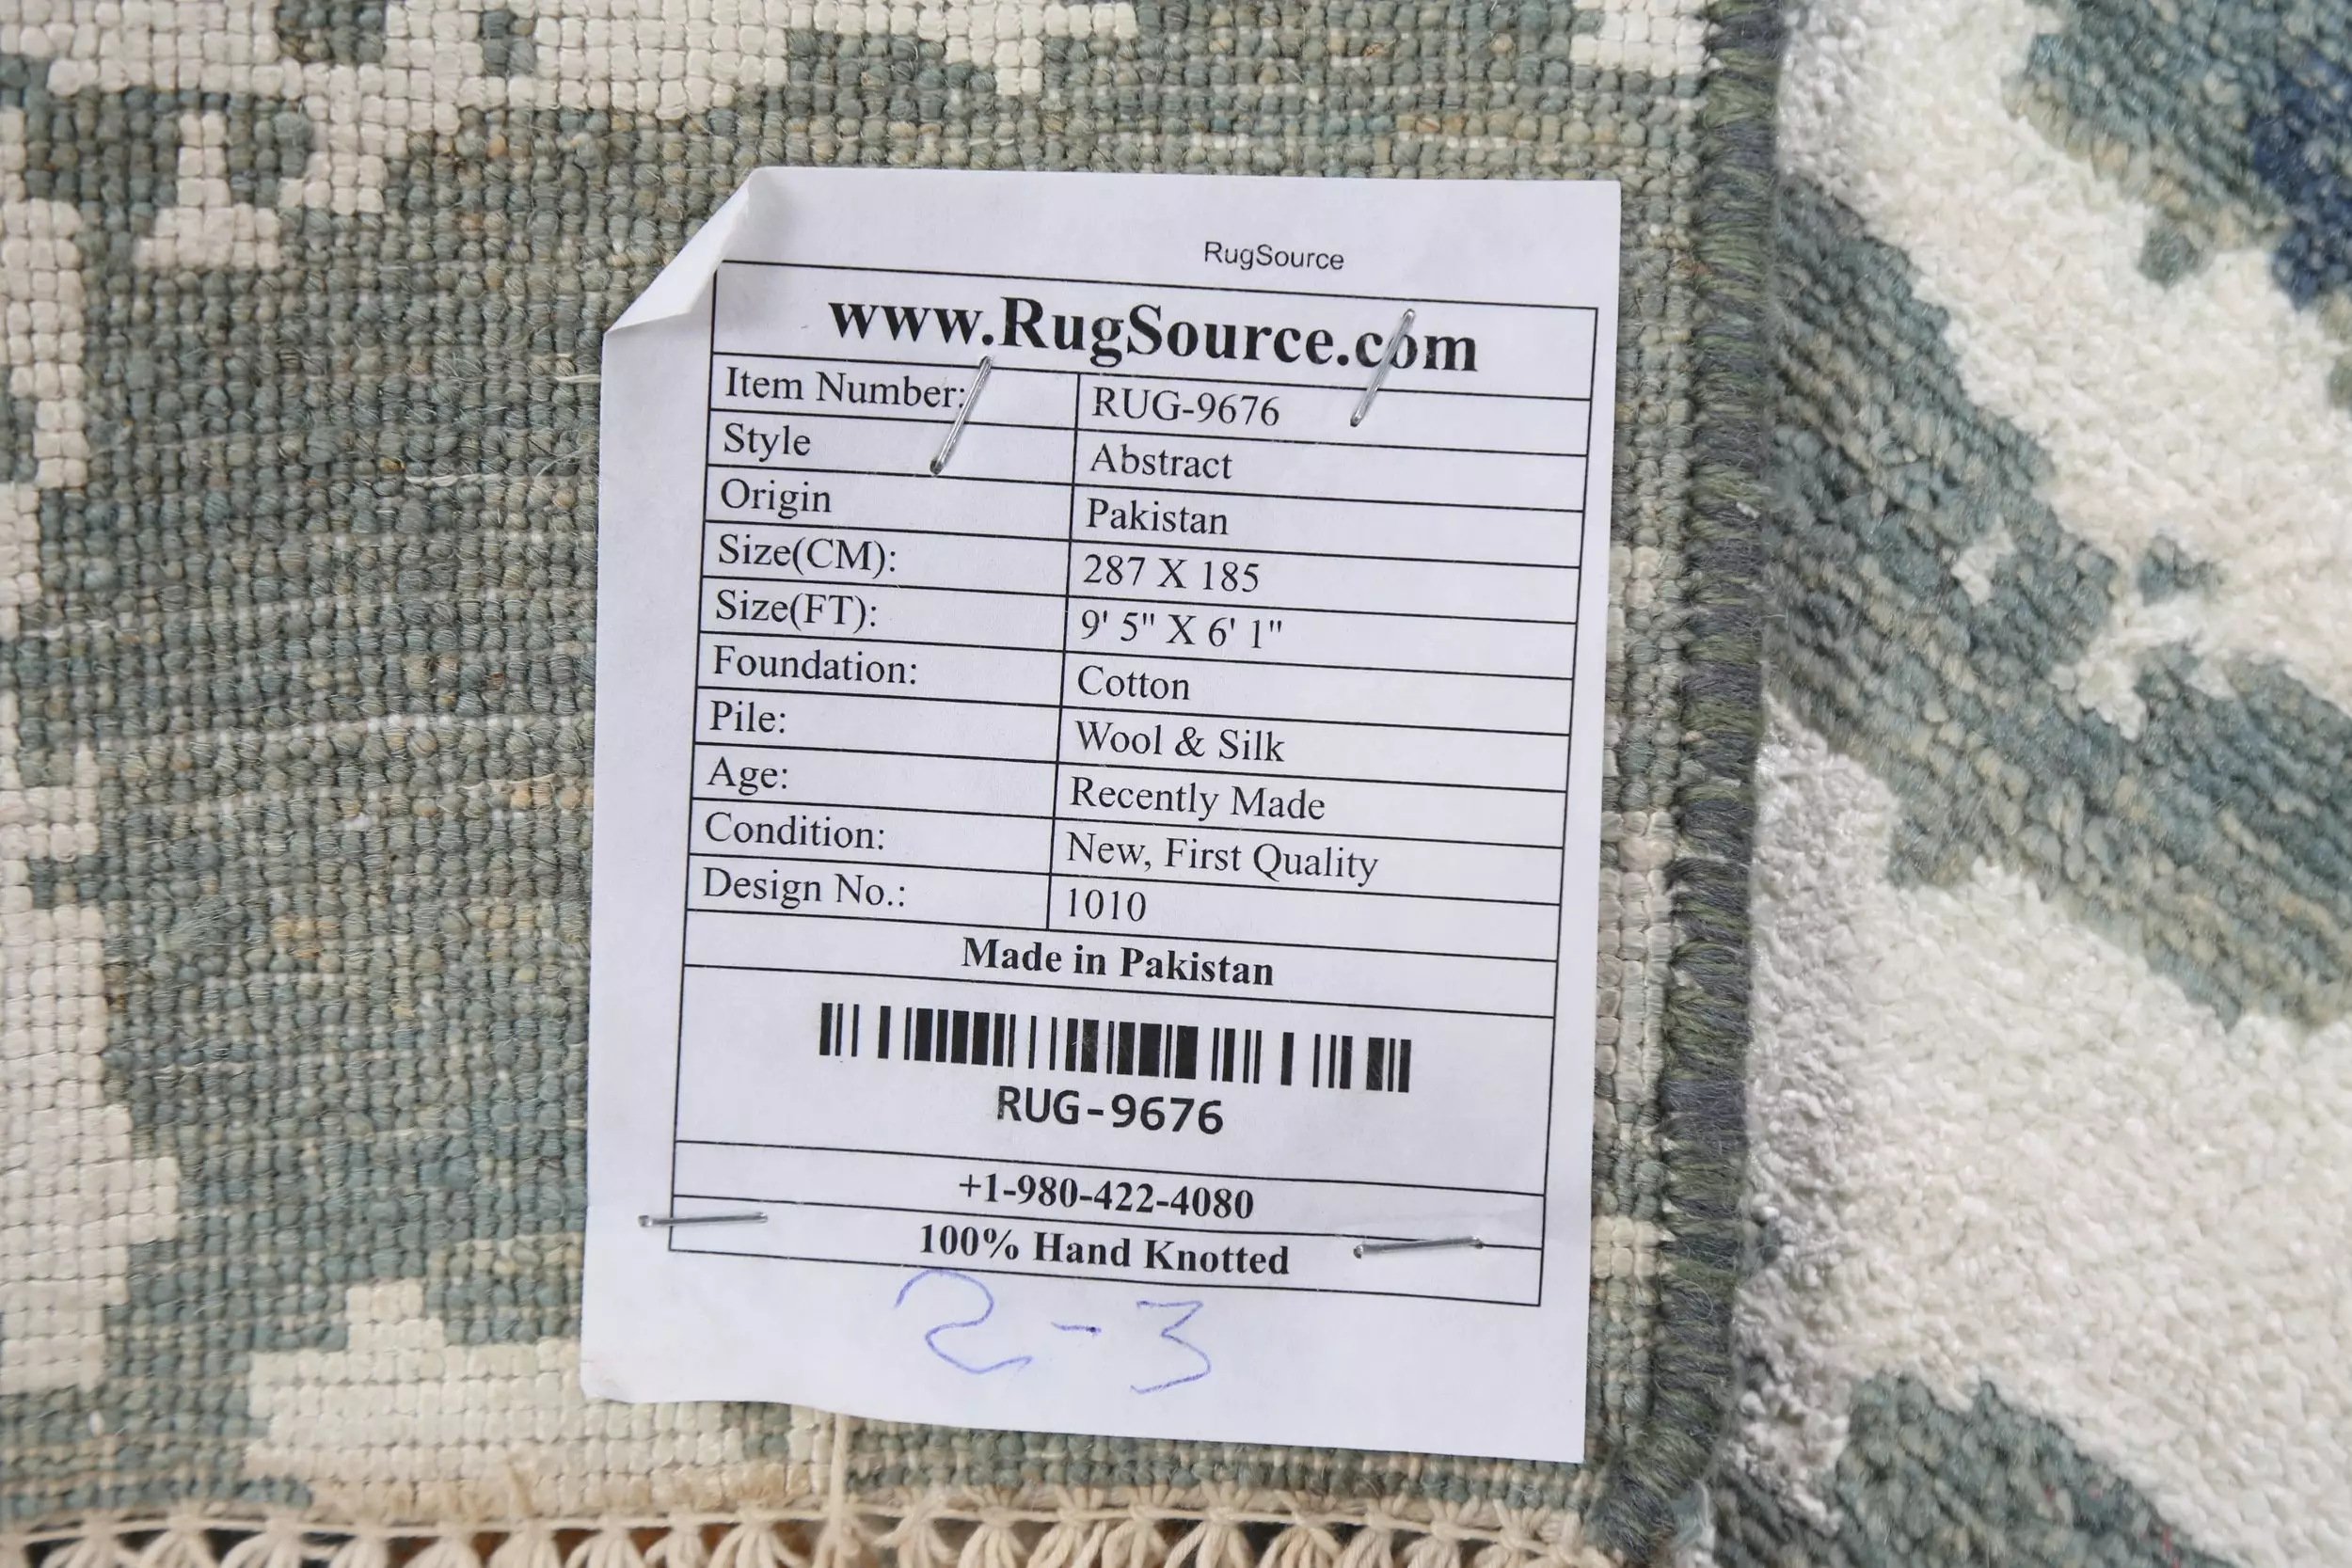 RugSource
www.RugSource.com
Item Number: RUG-9676
Style Abstract
Origin Pakistan
Size(CM): 287 X 185
Size(FT): 9' 5" X 6' 1"
Foundation: Cotton
Pile: Wool & Silk
Age: Recently Made
Condition: New, First Quality
Design No.: 1010
Made in Pakistan
RUG-9676
+1-980-422-4080
100% Hand Knotted
2-3